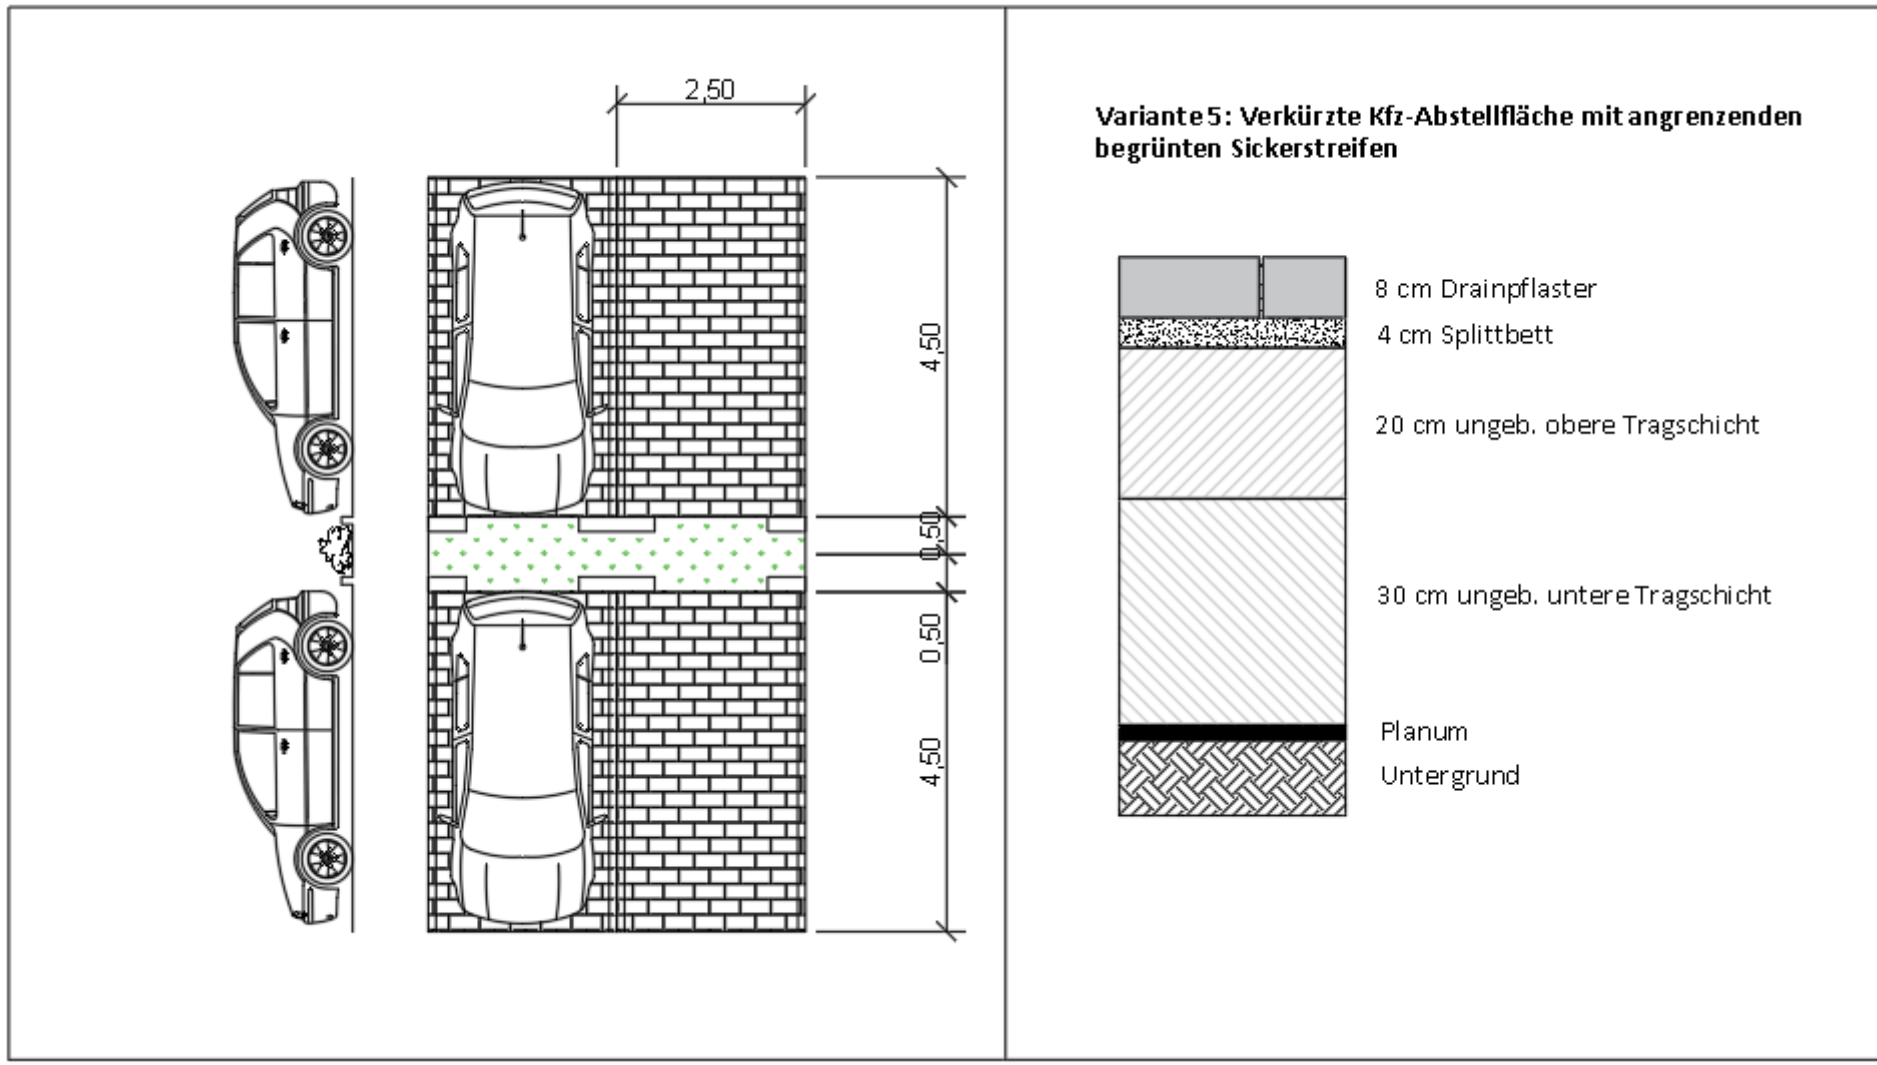 2,50
4,50
0,50
0,50
4,50
Variante 5: Verkürzte Kfz-Abstellfläche mit angrenzenden
begrünten Sickerstreifen
8 cm Drainpflaster
4 cm Splittbett
20 cm ungeb. obere Tragschicht
30 cm ungeb. untere Tragschicht
Planum
Untergrund